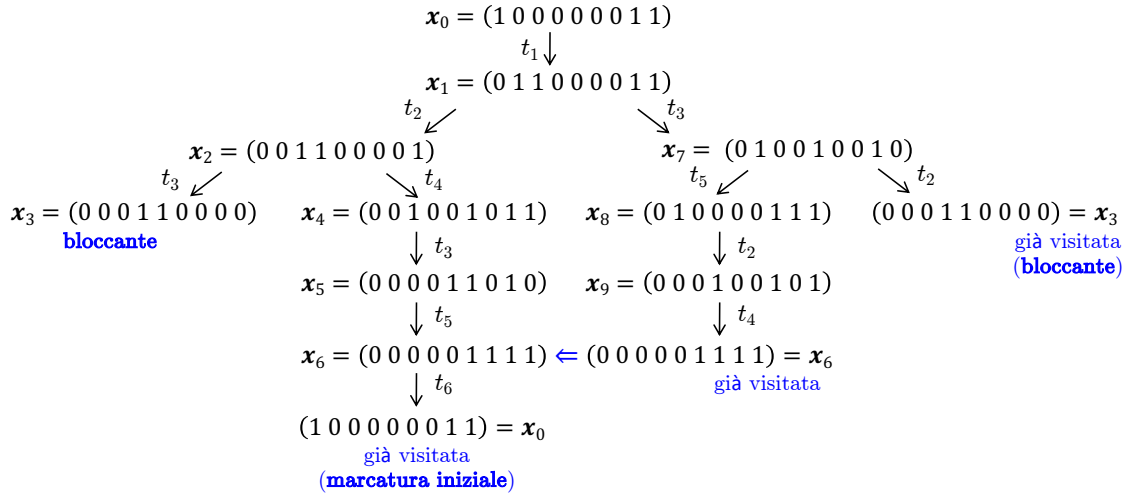 x₀ = (1 0 0 0 0 0 0 1 1)
t₁
x₁ = (0 1 1 0 0 0 0 1 1)
t₂ t₃
x₂ = (0 0 1 1 0 0 0 0 1) x₇ = (0 1 0 0 1 0 0 1 0)
t₃ t₄ t₅ t₂
x₃ = (0 0 0 1 1 0 0 0 0) x₄ = (0 0 1 0 0 1 0 1 1) x₈ = (0 1 0 0 0 0 1 1 1) (0 0 0 1 1 0 0 0 0) = x₃
bloccante t₃ t₂ già visitata
(bloccante)
x₅ = (0 0 0 0 1 1 0 1 0) x₉ = (0 0 0 1 0 0 1 0 1)
t₅ t₄
x₆ = (0 0 0 0 0 1 1 1 1) ⇐ (0 0 0 0 0 1 1 1 1) = x₆
t₆ già visitata
(1 0 0 0 0 0 0 1 1) = x₀
già visitata
(marcatura iniziale)